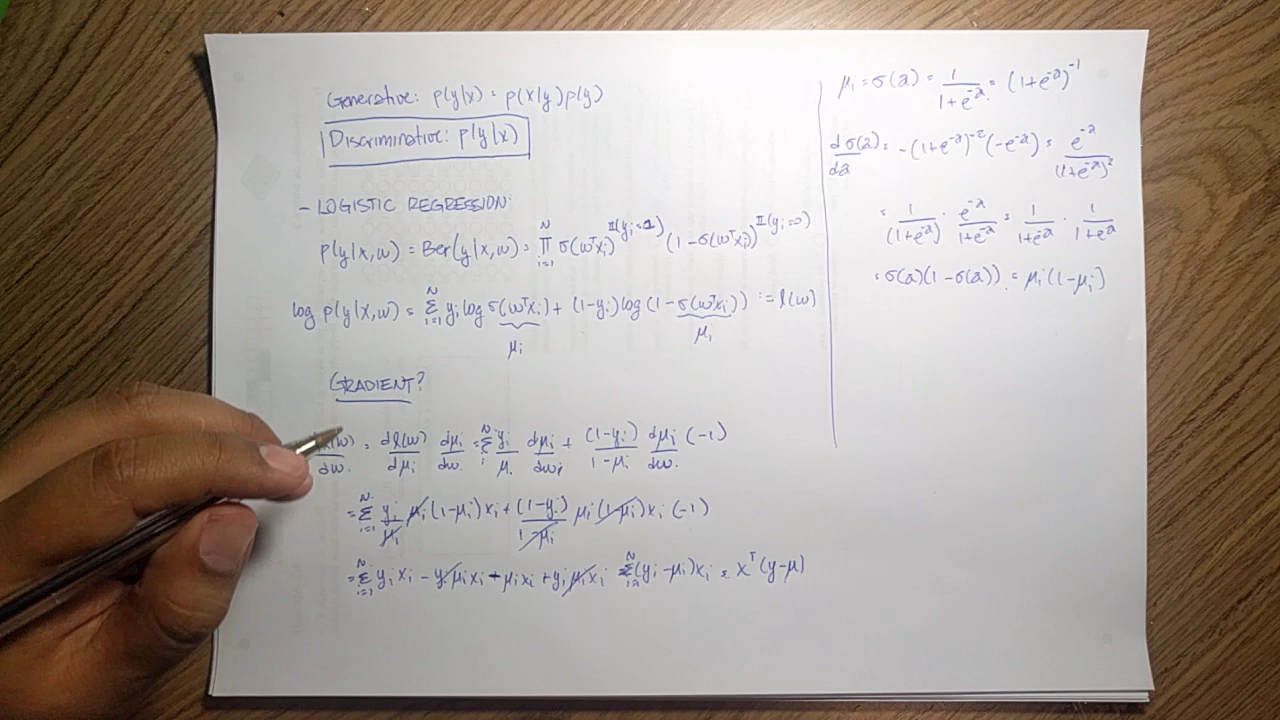 Generative: p(y|x) = p(x|y)p(y)
Discriminative: p(y|x)
- LOGISTIC REGRESSION:
p(y|x,w) = Ber(y|x,w) = ∏_{i=1}^{N} σ(wᵀxᵢ)^{𝕀(yᵢ=1)} (1-σ(wᵀxᵢ))^{𝕀(yᵢ=0)}
log p(y|x,w) = Σ_{i=1}^{N} yᵢ log σ(wᵀxᵢ) + (1-yᵢ) log (1-σ(wᵀxᵢ)) := l(w)
μᵢ μᵢ
GRADIENT?
(w)/dw = dl(w)/dμᵢ dμᵢ/dw = Σ_{i}^{N} yᵢ/μᵢ dμᵢ/dwᵢ + (1-yᵢ)/(1-μᵢ) dμᵢ/dw (-1)
= Σ_{i=1}^{N} yᵢ/μᵢ μᵢ(1-μᵢ)xᵢ + (1-yᵢ)/(1-μᵢ) μᵢ(1-μᵢ)xᵢ (-1)
= Σ_{i=1}^{N} yᵢxᵢ - yᵢμᵢxᵢ - μᵢxᵢ + yᵢμᵢxᵢ = Σ_{i=1}^{N} (yᵢ-μᵢ)xᵢ = Xᵀ(y-μ)
μᵢ = σ(a) = 1/(1+e^{-a}) = (1+e^{-a})^{-1}
dσ(a)/da = -(1+e^{-a})^{-2}(-e^{-a}) = e^{-a}/(1+e^{-a})²
= 1/(1+e^{-a}) · e^{-a}/(1+e^{-a}) = 1/(1+e^{-a}) · 1/(1+e^{a})
= σ(a)(1-σ(a)) = μᵢ(1-μᵢ)